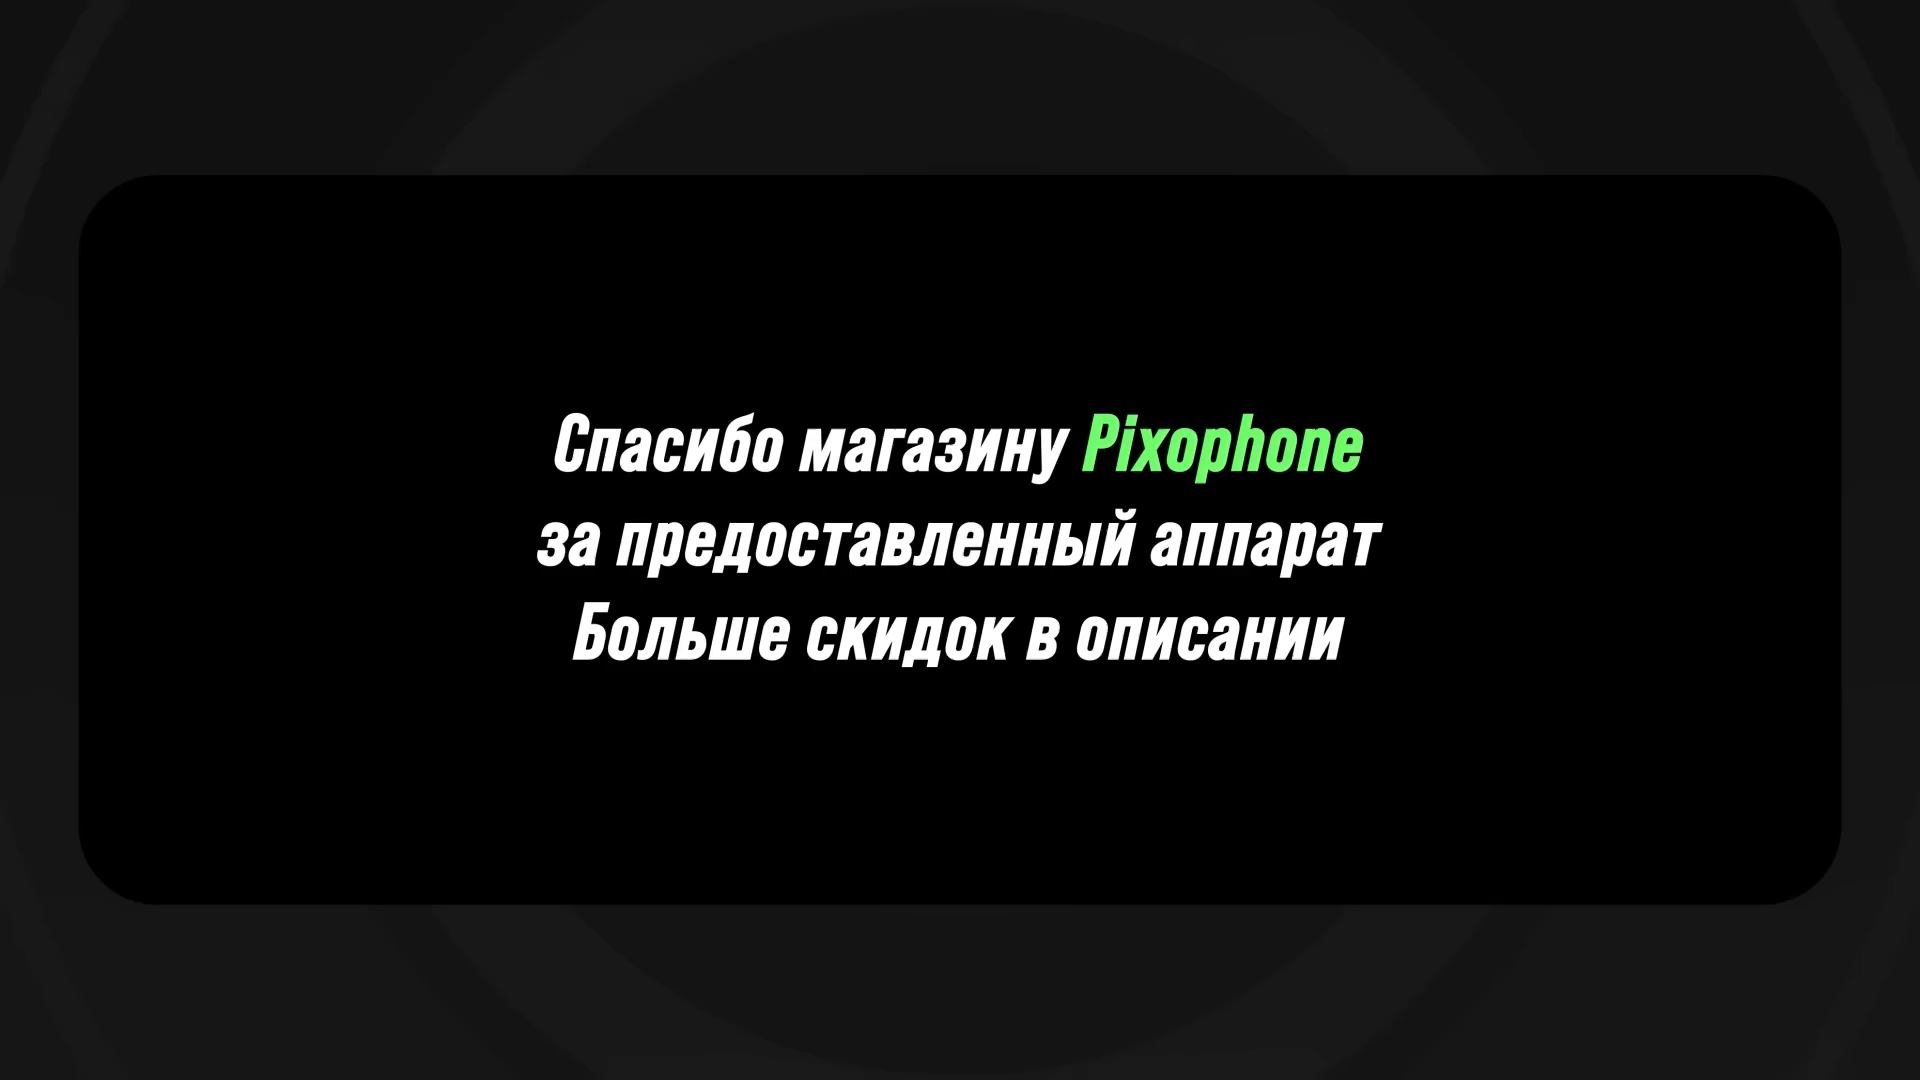 Спасибо магазину Pixophone
за предоставленный аппарат
Больше скидок в описании